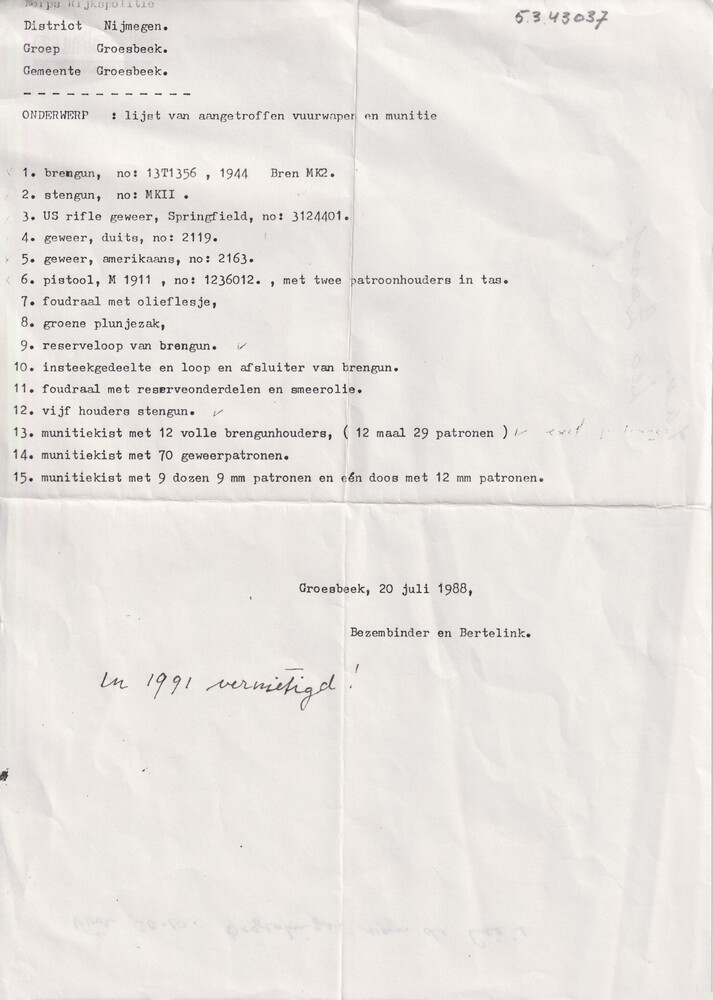 5.3.43037
Korps Rijkspolitie
District Nijmegen.
Groep Groesbeek.
Gemeente Groesbeek.
- - - - - - - - - - - -
ONDERWERP : lijst van aangetroffen vuurwapen en munitie
1. brengun, no: 13T1356 , 1944 Bren MK2.
2. stengun, no: MKII .
3. US rifle geweer, Springfield, no: 3124401.
4. geweer, duits, no: 2119.
5. geweer, amerikaans, no: 2163.
6. pistool, M 1911 , no: 1236012. , met twee patroonhouders in tas.
7. foudraal met olieflesje,
8. groene plunjezak,
9. reserveloop van brengun. ✓
10. insteekgedeelte en loop en afsluiter van brengun.
11. foudraal met reserveonderdelen en smeerolie.
12. vijf houders stengun. ✓
13. munitiekist met 12 volle brengunhouders, ( 12 maal 29 patronen ) ✓
14. munitiekist met 70 geweerpatronen.
15. munitiekist met 9 dozen 9 mm patronen en eén doos met 12 mm patronen.
Groesbeek, 20 juli 1988,
Bezembinder en Bertelink.
In 1991 vernietigd !